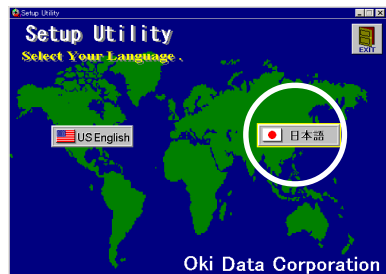 Setup Utility
Setup Utility
EXIT
Select Your Language .
US English
日本語
Oki Data Corporation